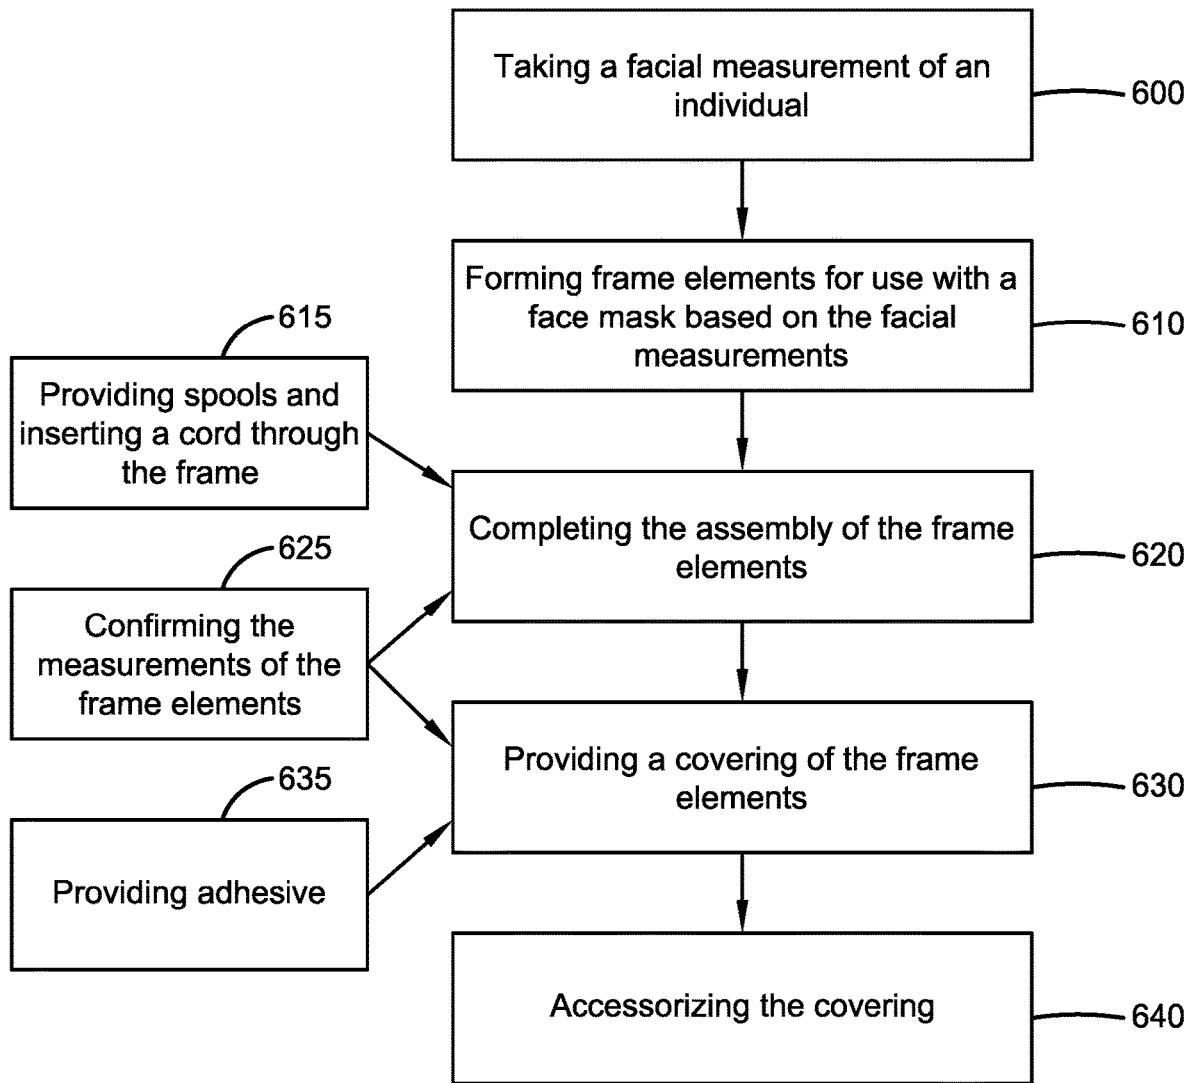 Taking a facial measurement of an
individual
600
Forming frame elements for use with a
face mask based on the facial
measurements
610
615
Providing spools and
inserting a cord through
the frame
Completing the assembly of the frame
elements
620
625
Confirming the
measurements of the
frame elements
Providing a covering of the frame
elements
630
635
Providing adhesive
Accessorizing the covering
640